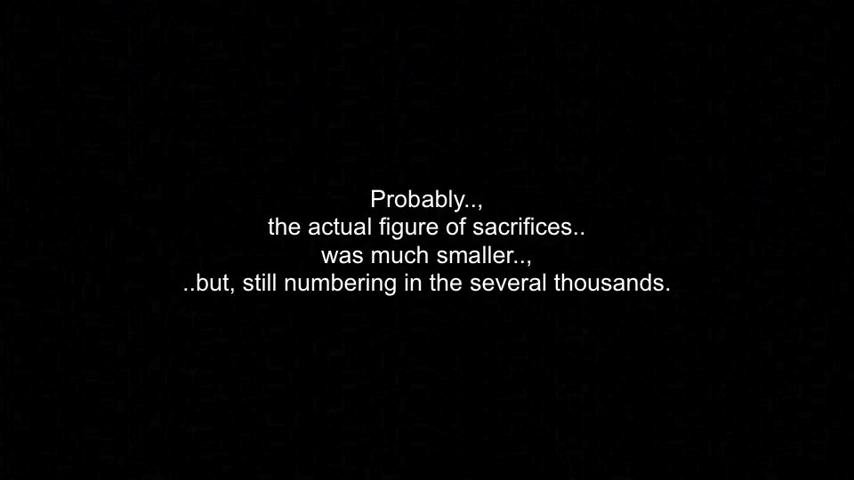 Probably..,
the actual figure of sacrifices..
was much smaller..,
..but, still numbering in the several thousands.